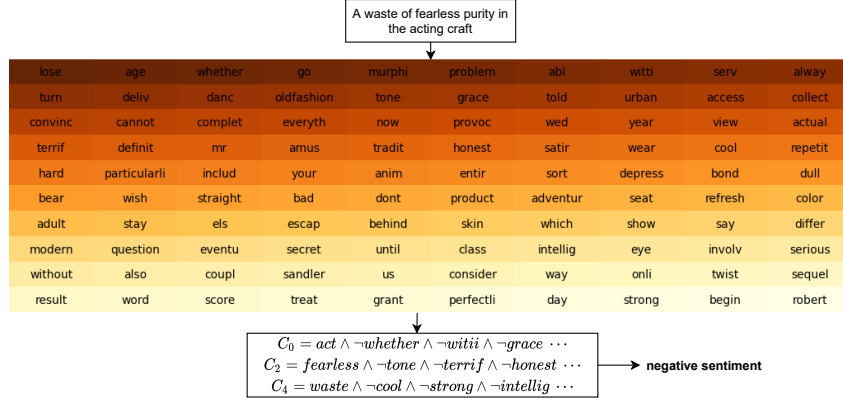 A waste of fearless purity in
the acting craft
lose age whether go murphi problem abl witti serv alway
turn deliv danc oldfashion tone grace told urban access collect
convinc cannot complet everyth now provoc wed year view actual
terrif definit mr amus tradit honest satir wear cool repetit
hard particularli includ your anim entir sort depress bond dull
bear wish straight bad dont product adventur seat refresh color
adult stay els escap behind skin which show say differ
modern question eventu secret until class intellig eye involv serious
without also coupl sandler us consider way onli twist sequel
result word score treat grant perfectli day strong begin robert
C₀ = act ∧ ¬whether ∧ ¬witii ∧ ¬grace ⋯
C₂ = fearless ∧ ¬tone ∧ ¬terrif ∧ ¬honest ⋯
negative sentiment
C₄ = waste ∧ ¬cool ∧ ¬strong ∧ ¬intellig ⋯